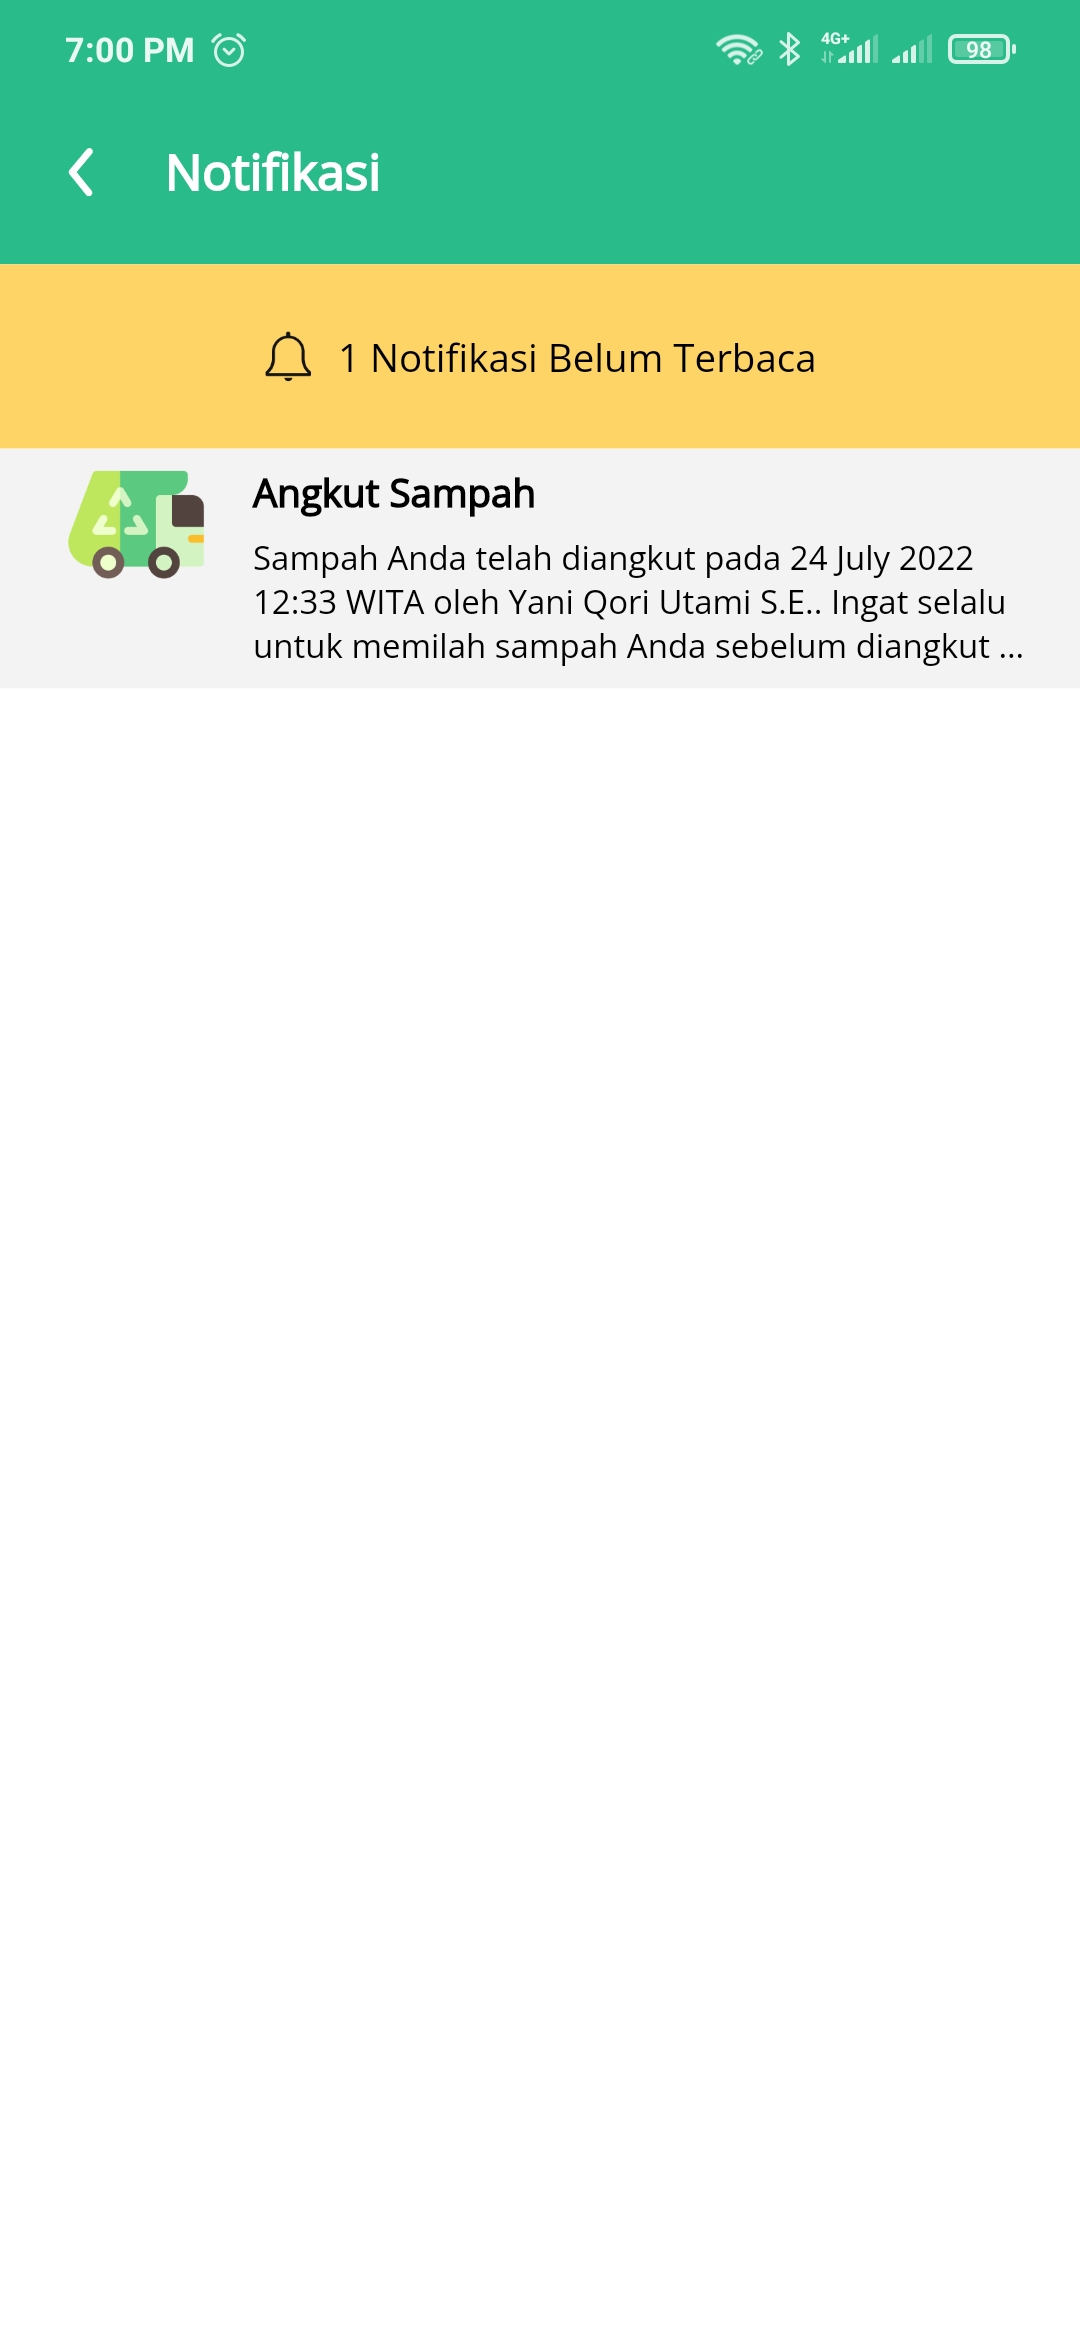 7:00 PM
4G+
98
Notifikasi
1 Notifikasi Belum Terbaca
Angkut Sampah
Sampah Anda telah diangkut pada 24 July 2022
12:33 WITA oleh Yani Qori Utami S.E.. Ingat selalu
untuk memilah sampah Anda sebelum diangkut ...